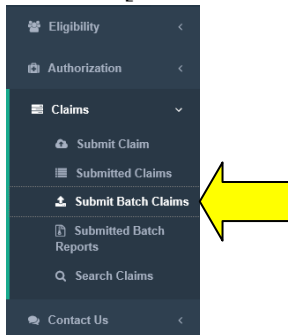 Eligibility
Authorization
Claims
Submit Claim
Submitted Claims
Submit Batch Claims
Submitted Batch
Reports
Search Claims
Contact Us